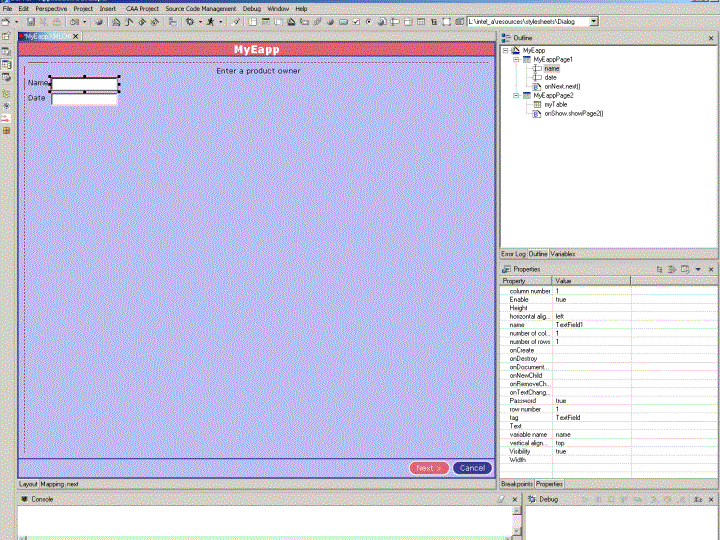 File Edit Perspective Project Insert CAA Project Source Code Management Debug Window Help
L:\intel_a\resources\stylesheets\Dialog
MyEapp
Enter a product owner
Name
Date
Next >
Cancel
Layout Mapping next
Outline
MyEapp
MyEappPage1
name
date
onNext.next()
MyEappPage2
myTable
onShow.showPage2()
Error Log Outline Variables
Properties
Property Value
column number 1
Enable true
Height
horizontal alig... left
name TextField1
number of col... 1
number of rows 1
onCreate
onDestroy
onDocument...
onNewChild
onRemoveCh...
onTextChang...
Password true
row number 1
tag TextField
Text
variable name name
vertical align... top
Visibility true
Width
Breakpoints Properties
Console
Debug